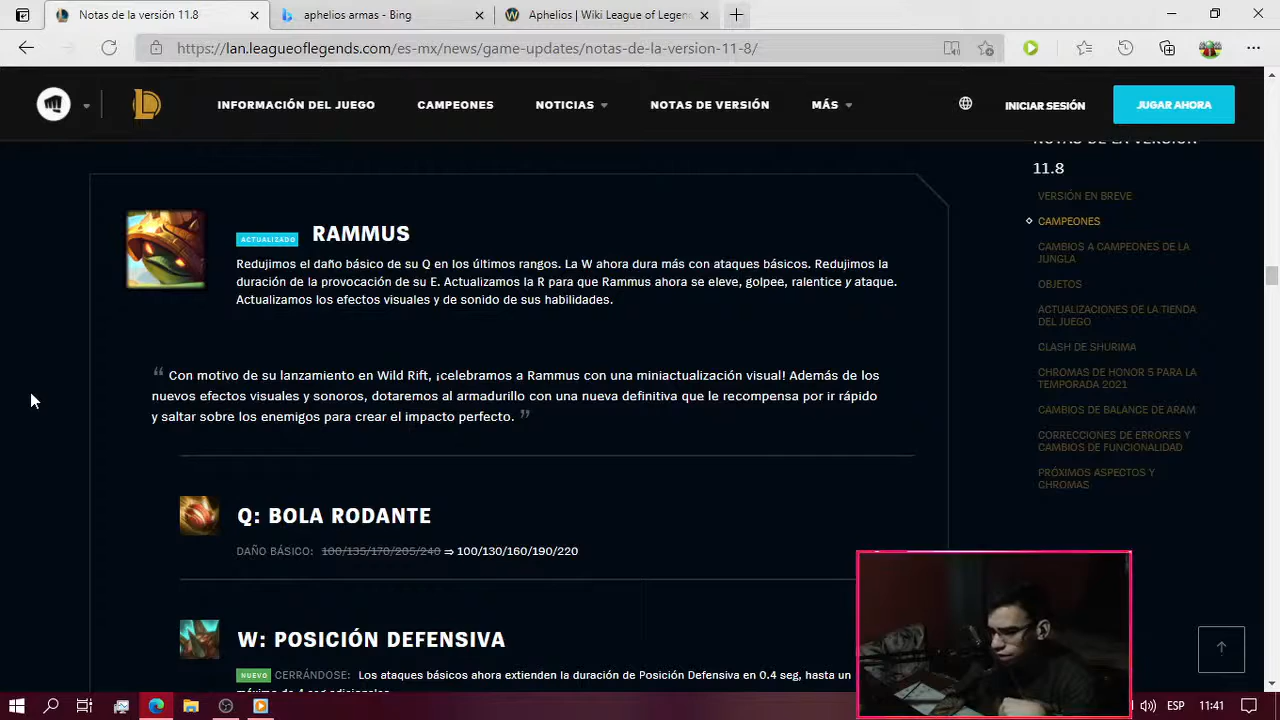 Notas de la versión 11.8
aphelios armas - Bing
Aphelios | Wiki League of Legen
https://lan.leagueoflegends.com/es-mx/news/game-updates/notas-de-la-version-11-8/
INFORMACIÓN DEL JUEGO
CAMPEONES
NOTICIAS
NOTAS DE VERSIÓN
MÁS
INICIAR SESIÓN
JUGAR AHORA
NOTAS DE LA VERSIÓN
11.8
VERSIÓN EN BREVE
CAMPEONES
CAMBIOS A CAMPEONES DE LA
JUNGLA
OBJETOS
ACTUALIZACIONES DE LA TIENDA
DEL JUEGO
CLASH DE SHURIMA
CHROMAS DE HONOR 5 PARA LA
TEMPORADA 2021
CAMBIOS DE BALANCE DE ARAM
CORRECCIONES DE ERRORES Y
CAMBIOS DE FUNCIONALIDAD
PRÓXIMOS ASPECTOS Y
CHROMAS
ACTUALIZADO RAMMUS
Redujimos el daño básico de su Q en los últimos rangos. La W ahora dura más con ataques básicos. Redujimos la
duración de la provocación de su E. Actualizamos la R para que Rammus ahora se eleve, golpee, ralentice y ataque.
Actualizamos los efectos visuales y de sonido de sus habilidades.
“ Con motivo de su lanzamiento en Wild Rift, ¡celebramos a Rammus con una miniactualización visual! Además de los
nuevos efectos visuales y sonoros, dotaremos al armadurillo con una nueva definitiva que le recompensa por ir rápido
y saltar sobre los enemigos para crear el impacto perfecto. ”
Q: BOLA RODANTE
DAÑO BÁSICO: 100/135/170/205/240 ⇒ 100/130/160/190/220
W: POSICIÓN DEFENSIVA
NUEVO CERRÁNDOSE: Los ataques básicos ahora extienden la duración de Posición Defensiva en 0.4 seg, hasta un
máximo de 4 seg adicionales
ESP
11:41